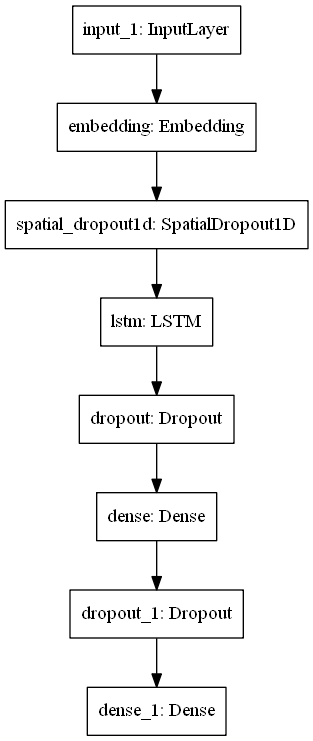 input_1: InputLayer
embedding: Embedding
spatial_dropout1d: SpatialDropout1D
lstm: LSTM
dropout: Dropout
dense: Dense
dropout_1: Dropout
dense_1: Dense